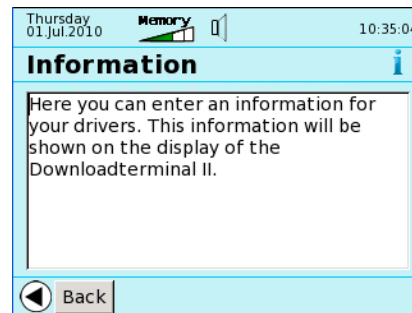 Thursday
01.Jul.2010
Memory
10:35:04
Information
Here you can enter an information for
your drivers. This information will be
shown on the display of the
Downloadterminal II.
Back